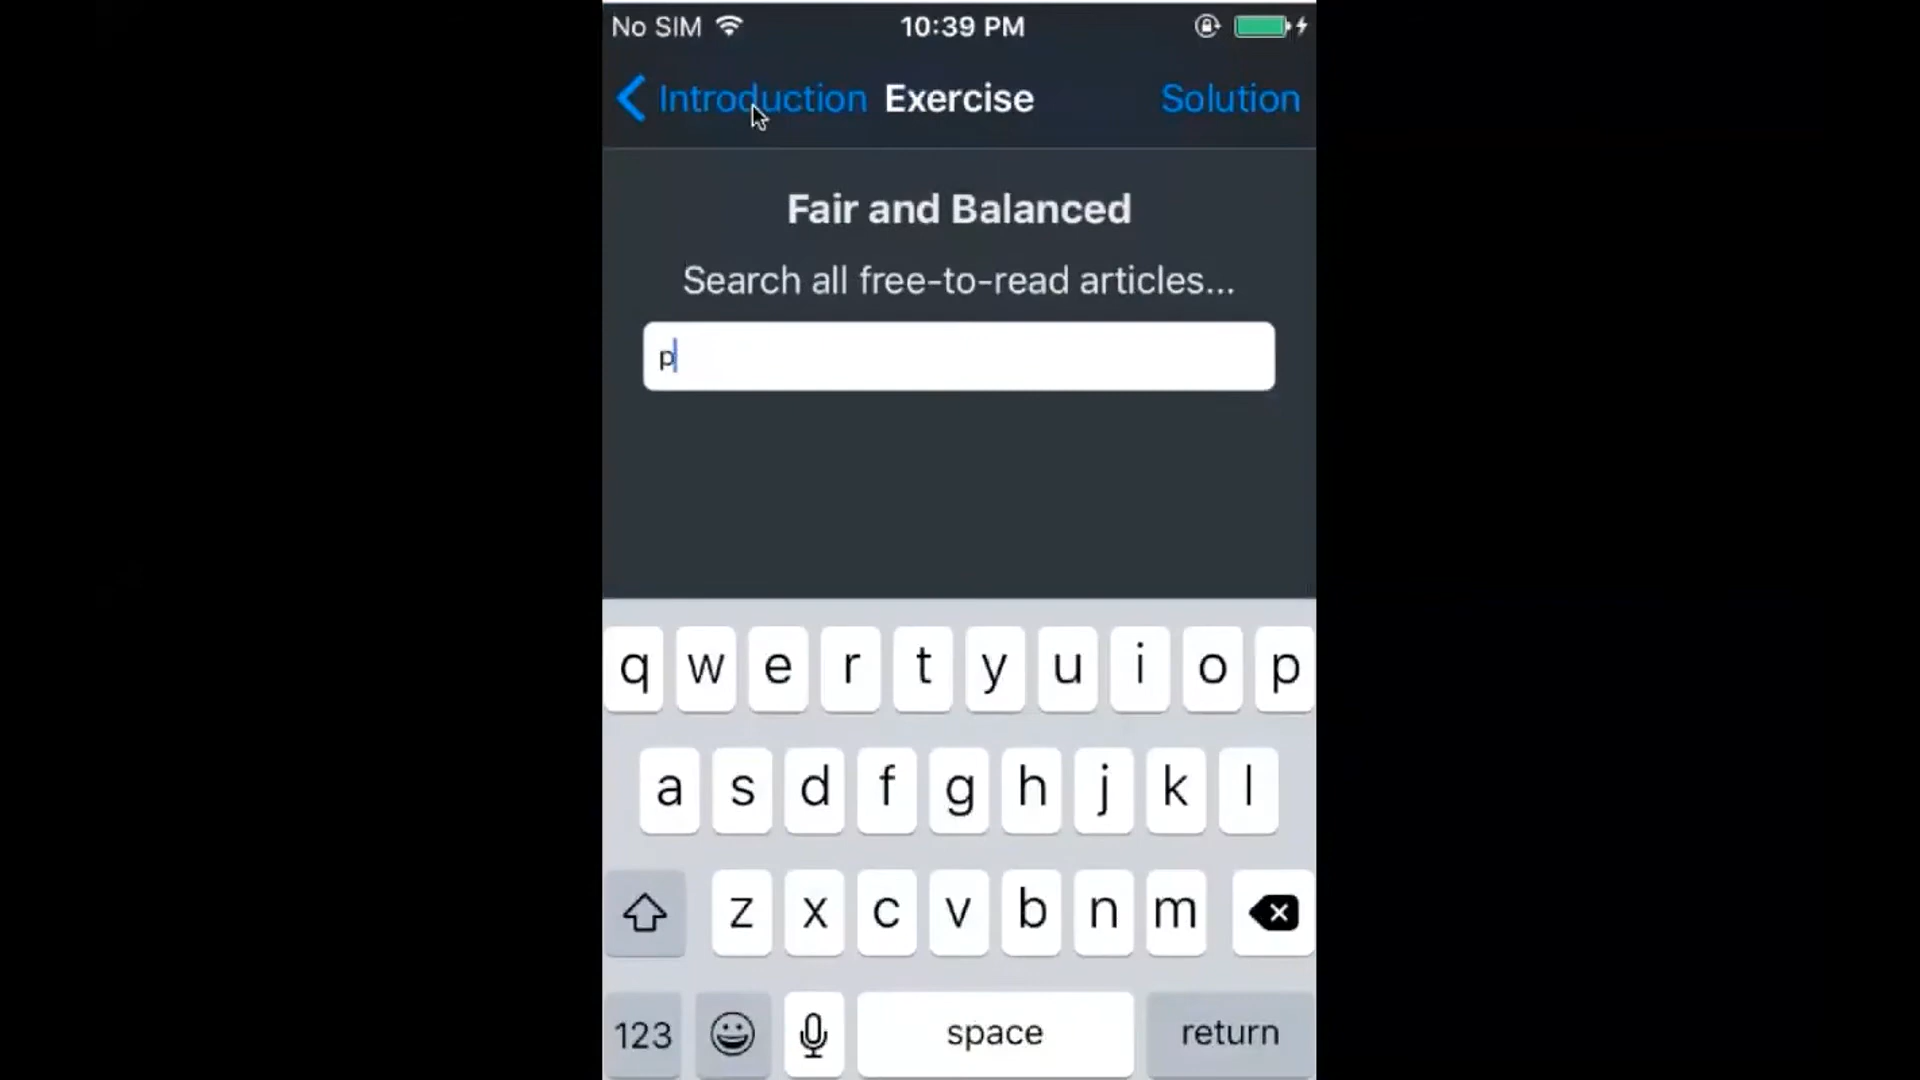 No SIM 10:39 PM
Introduction Exercise Solution
Fair and Balanced
Search all free-to-read articles...
p
q w e r t y u i o p
a s d f g h j k l
z x c v b n m
123 space return